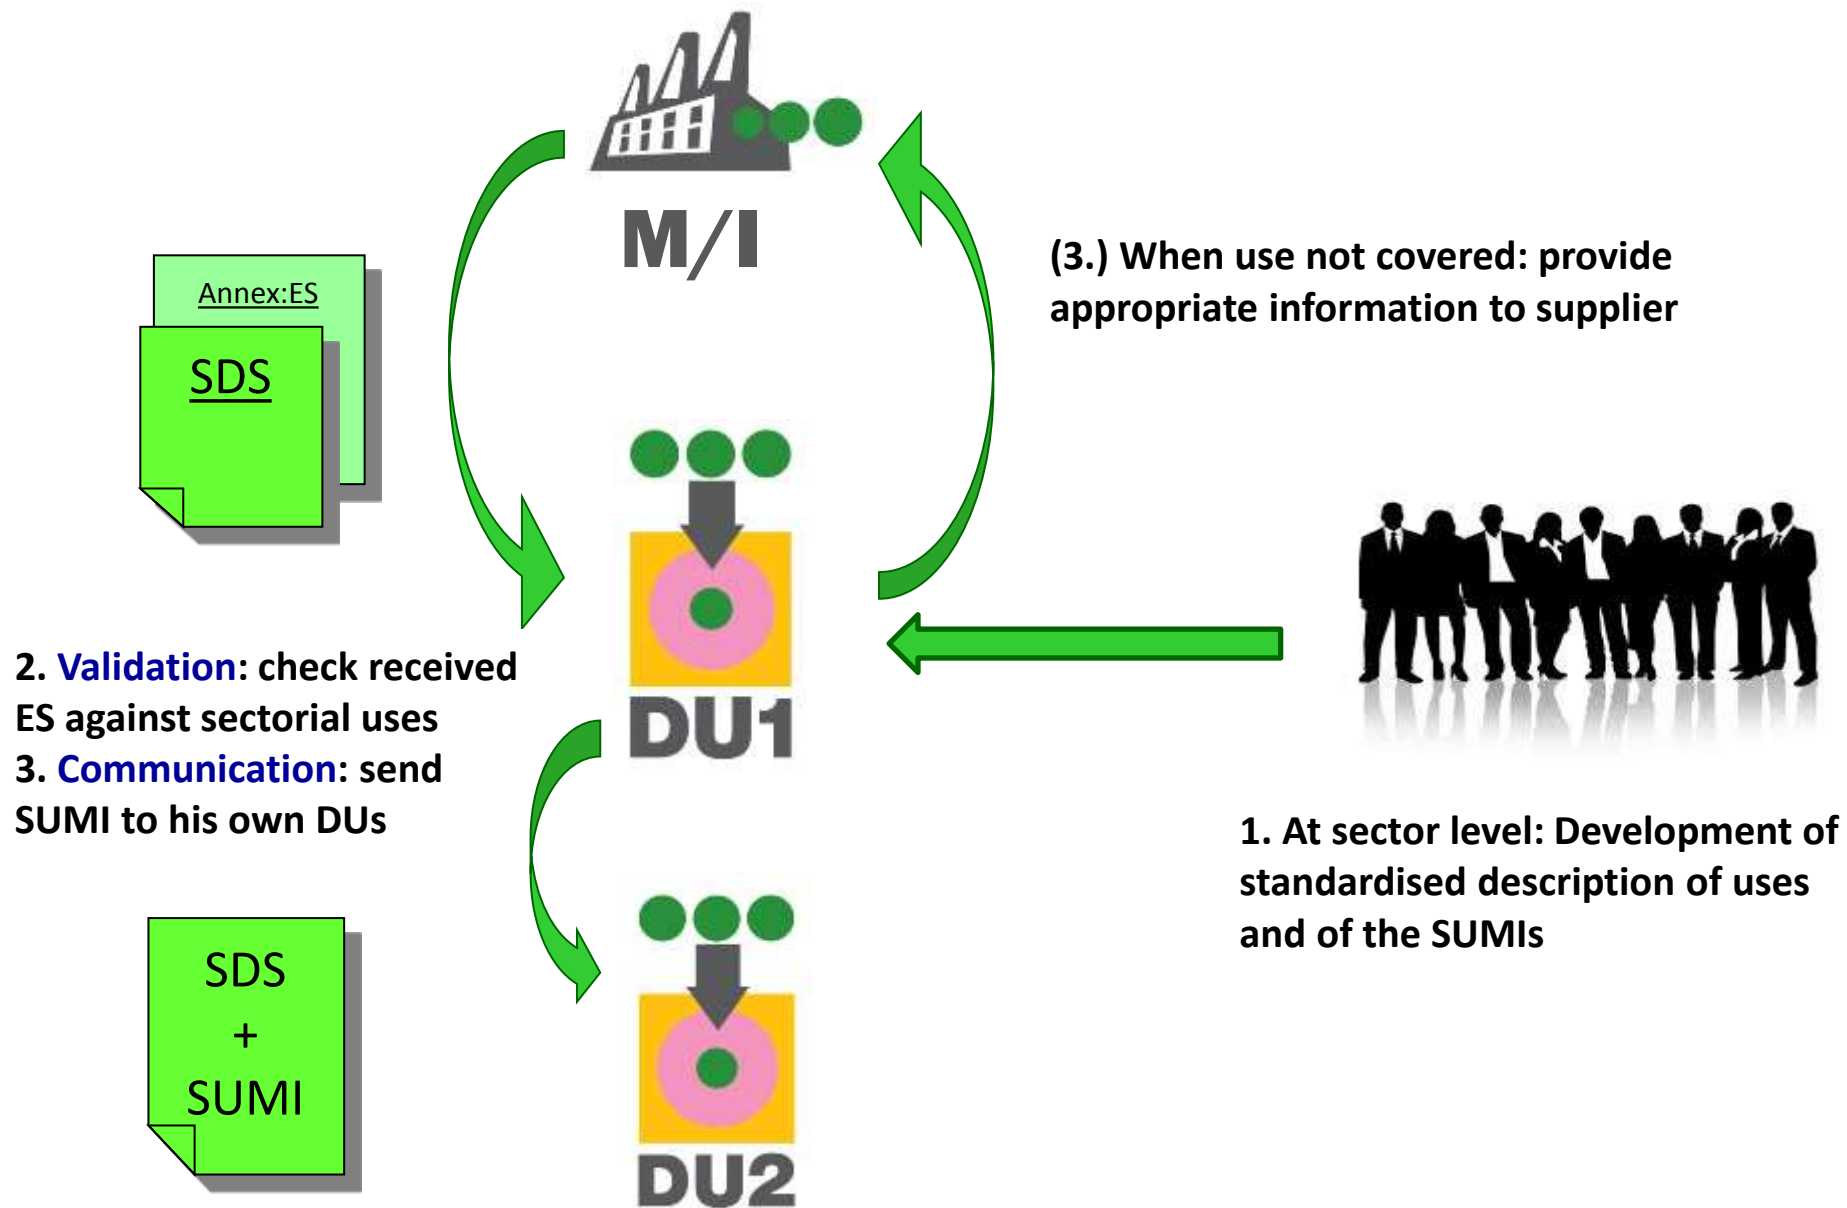 M/I
(3.) When use not covered: provide
appropriate information to supplier
Annex:ES
SDS
2. Validation: check received
ES against sectorial uses
3. Communication: send
SUMI to his own DUs
DU1
1. At sector level: Development of
standardised description of uses
and of the SUMIs
SDS
+
SUMI
DU2